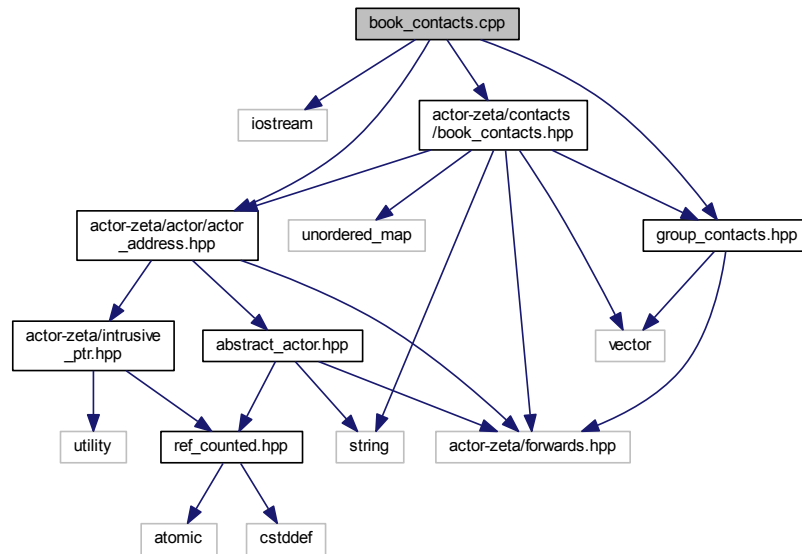 book_contacts.cpp
iostream
actor-zeta/contacts
/book_contacts.hpp
actor-zeta/actor/actor
_address.hpp
unordered_map
group_contacts.hpp
actor-zeta/intrusive
_ptr.hpp
abstract_actor.hpp
vector
utility
ref_counted.hpp
string
actor-zeta/forwards.hpp
atomic
cstddef